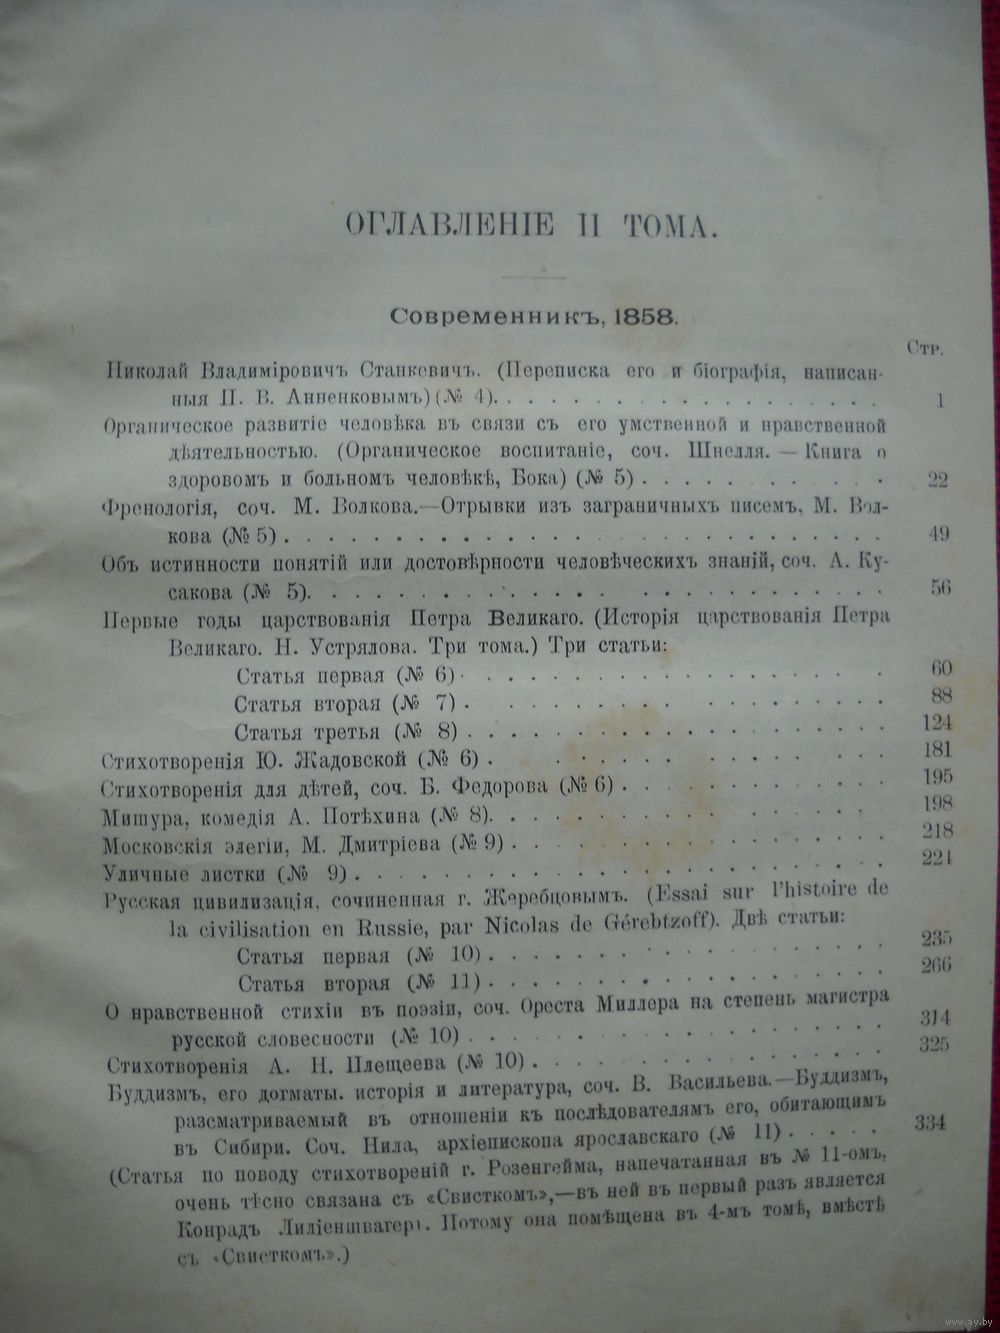 ОГЛАВЛЕНІЕ II ТОМА.
Современникъ, 1858.
Стр.
Николай Владиміровичъ Станкевичъ. (Переписка его и біографія, написан-
ныя П. В. Анненковымъ) (№ 4). . . . . . . . . . . . . . . . . . 1
Органическое развитіе человѣка въ связи съ его умственной и нравственной
дѣятельностью. (Органическое воспитаніе, соч. Шнелля. — Книга о
здоровомъ и больномъ человѣкѣ, Бока) (№ 5) . . . . . . . . . . 22
Френологія, соч. М. Волкова.—Отрывки изъ заграничныхъ писемъ, М. Вол-
кова (№ 5) . . . . . . . . . . . . . . . . . . . . . 49
Объ истинности понятій или достовѣрности человѣческихъ знаній, соч. А. Ку-
сакова (№ 5). . . . . . . . . . . . . . . . . . . . . 56
Первые годы царствованія Петра Великаго. (Исторія царствованія Петра
Великаго. Н. Устрялова. Три тома.) Три статьи:
Статья первая (№ 6) . . . . . . . . . . . . . . . . 60
Статья вторая (№ 7) . . . . . . . . . . . . . . . . 88
Статья третья (№ 8) . . . . . . . . . . . . . . . . 124
Стихотворенія Ю. Жадовской (№ 6) . . . . . . . . . . . . . 181
Стихотворенія для дѣтей, соч. Б. Федорова (№ 6) . . . . . . . . . . 195
Мишура, комедія А. Потѣхина (№ 8). . . . . . . . . . . . . . 198
Московскія элегіи, М. Дмитріева (№ 9) . . . . . . . . . . . . . 218
Уличные листки (№ 9) . . . . . . . . . . . . . . . . . . 224
Русская цивилизація, сочиненная г. Жеребцовымъ. (Essai sur l'histoire de
la civilisation en Russie, par Nicolas de Gérebtzoff). Двѣ статьи:
Статья первая (№ 10) . . . . . . . . . . . . . . . 235
Статья вторая (№ 11) . . . . . . . . . . . . . . . 266
О нравственной стихіи въ поэзіи, соч. Ореста Миллера на степень магистра
русской словесности (№ 10) . . . . . . . . . . . . . . . 314
Стихотворенія А. Н. Плещеева (№ 10) . . . . . . . . . . . . . 325
Буддизмъ, его догматы. исторія и литература, соч. В. Васильева.—Буддизмъ,
разсматриваемый въ отношеніи къ послѣдователямъ его, обитающимъ
въ Сибири. Соч. Нила, архіепископа ярославскаго (№ 11) . . . . . 334
(Статья по поводу стихотвореній г. Розенгейма, напечатанная въ № 11-омъ,
очень тѣсно связана съ «Свисткомъ»,—въ ней въ первый разъ является
Конрадъ Лиліеншвагеръ. Потому она помѣщена въ 4-мъ томѣ, вмѣстѣ
съ «Свисткомъ».)
www.ay.by